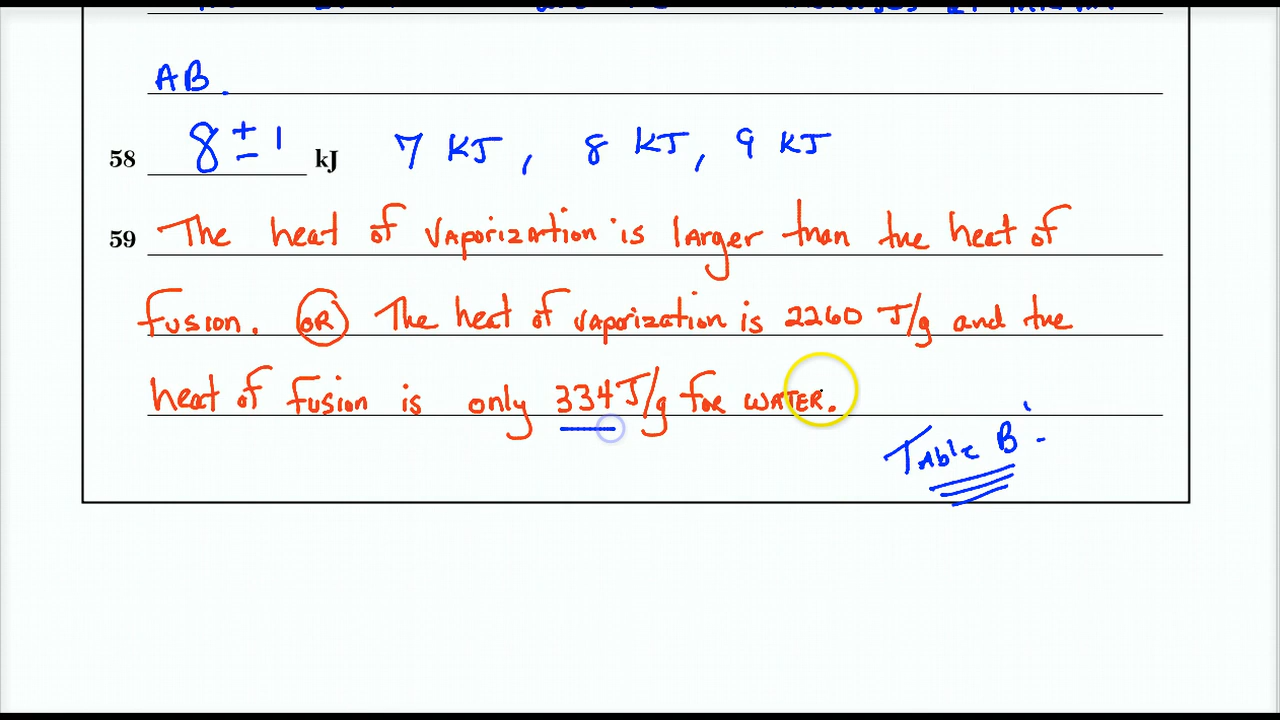 AB.
58 8 ± 1 kJ 7 KJ, 8 KJ, 9 KJ
59 The heat of vaporization is larger than the heat of
fusion. OR The heat of vaporization is 2260 J/g and the
heat of fusion is only 334 J/g for WATER.
Table B